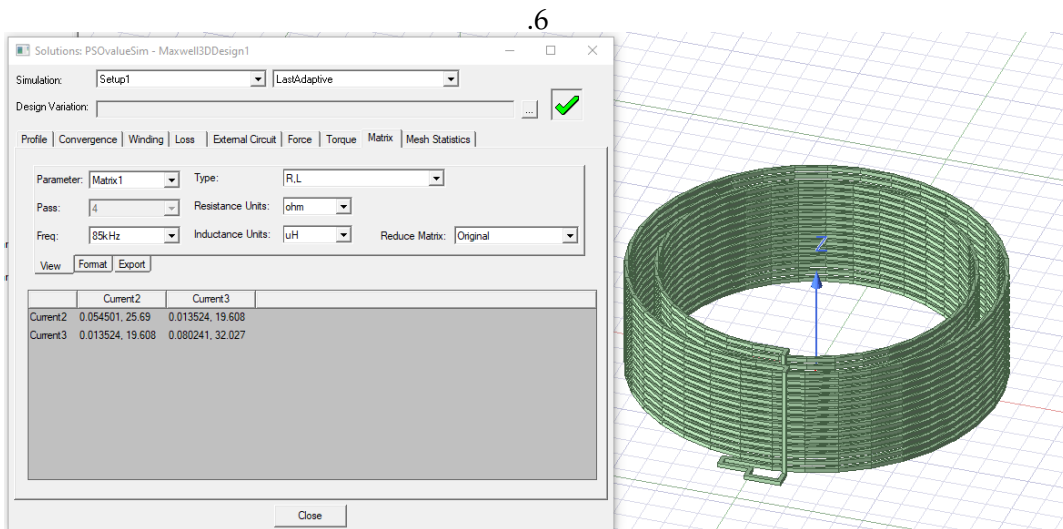 .6
Solutions: PSOvalueSim - Maxwell3DDesign1
Simulation: Setup1 LastAdaptive
Design Variation: ...
Profile Convergence Winding Loss External Circuit Force Torque Matrix Mesh Statistics
Parameter: Matrix1 Type: R,L
Pass: 4 Resistance Units: ohm
Freq: 85kHz Inductance Units: uH Reduce Matrix: Original
View Format Export
Current2 Current3
Current2 0.054501, 25.69 0.013524, 19.608
Current3 0.013524, 19.608 0.080241, 32.027
Close
Z